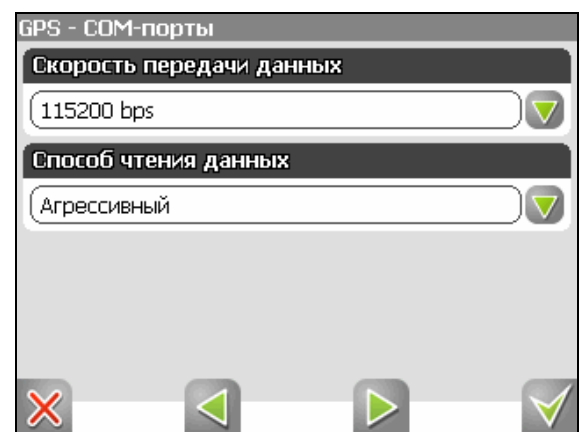 GPS - COM-порты
Скорость передачи данных
115200 bps
Способ чтения данных
Агрессивный